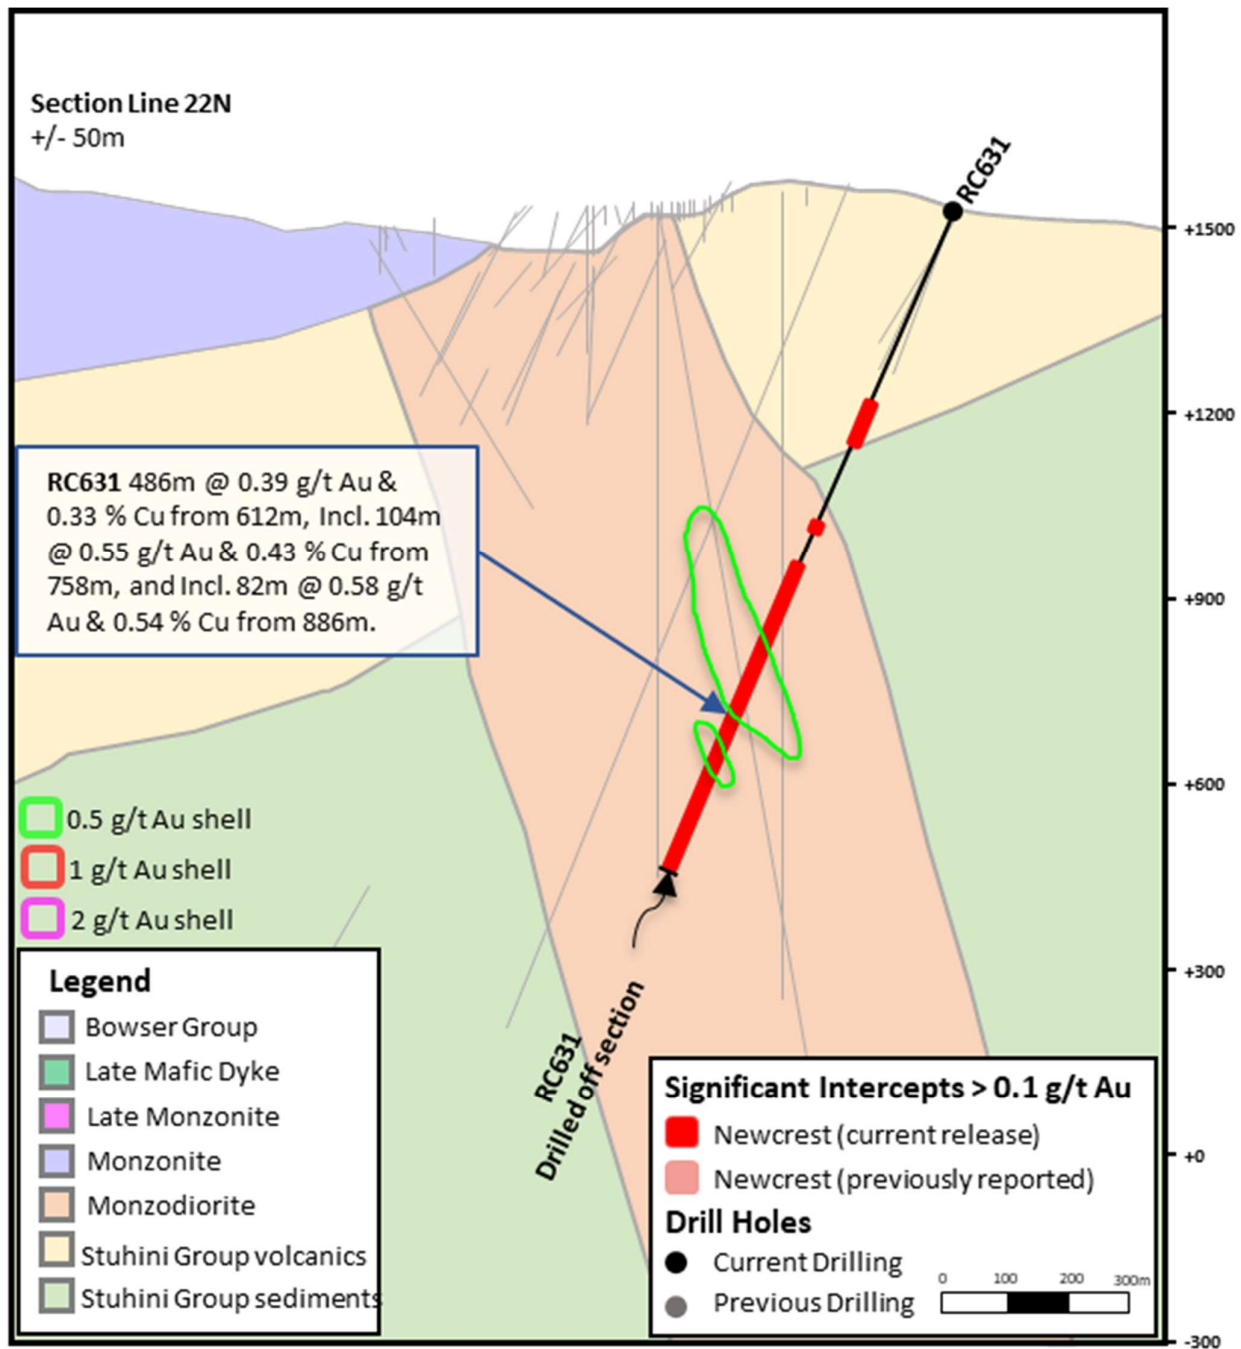 Section Line 22N
+/- 50m
RC631
+1500
+1200
+900
+600
+300
+0
-300
RC631 486m @ 0.39 g/t Au &
0.33 % Cu from 612m, Incl. 104m
@ 0.55 g/t Au & 0.43 % Cu from
758m, and Incl. 82m @ 0.58 g/t
Au & 0.54 % Cu from 886m.
0.5 g/t Au shell
1 g/t Au shell
2 g/t Au shell
RC631
Drilled off section
Legend
Bowser Group
Late Mafic Dyke
Late Monzonite
Monzonite
Monzodiorite
Stuhini Group volcanics
Stuhini Group sediments
Significant Intercepts > 0.1 g/t Au
Newcrest (current release)
Newcrest (previously reported)
Drill Holes
Current Drilling
Previous Drilling
0 100 200 300m